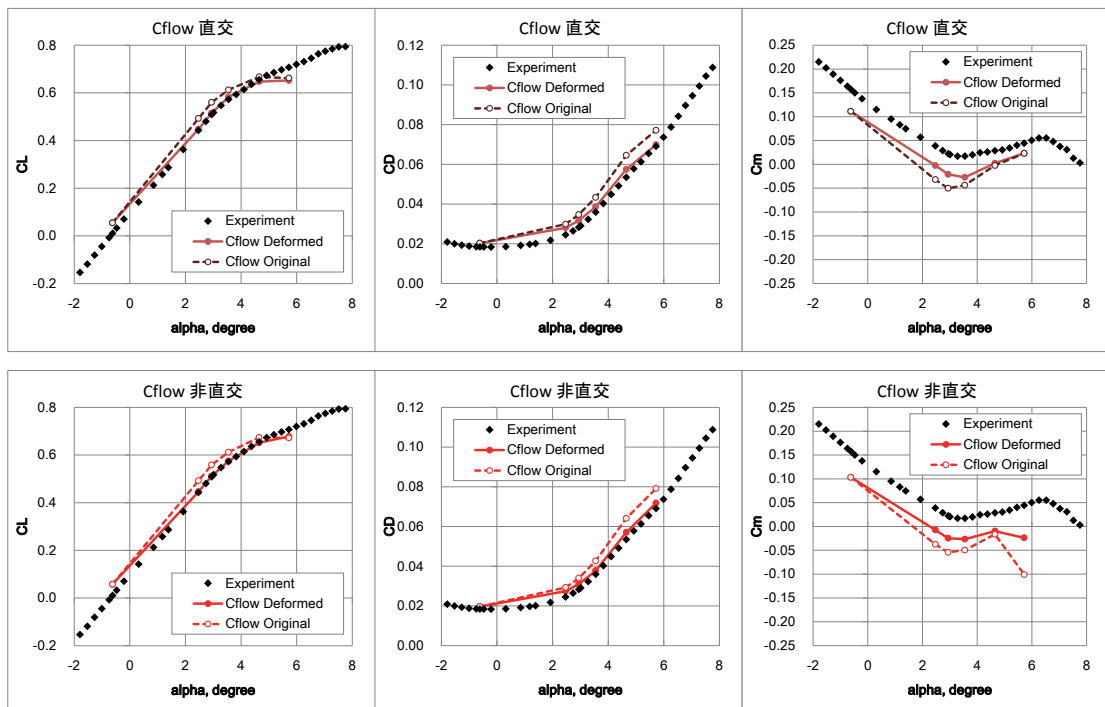 Cflow 直交
0.8
0.6
0.4
0.2
0.0
-0.2
CL
Experiment
Cflow Deformed
Cflow Original
-2 0 2 4 6 8
alpha, degree
Cflow 直交
0.12
0.10
0.08
0.06
0.04
0.02
0.00
CD
Experiment
Cflow Deformed
Cflow Original
-2 0 2 4 6 8
alpha, degree
Cflow 直交
0.25
0.20
0.15
0.10
0.05
0.00
-0.05
-0.10
-0.15
-0.20
-0.25
Cm
Experiment
Cflow Deformed
Cflow Original
-2 0 2 4 6 8
alpha, degree
Cflow 非直交
0.8
0.6
0.4
0.2
0.0
-0.2
CL
Experiment
Cflow Deformed
Cflow Original
-2 0 2 4 6 8
alpha, degree
Cflow 非直交
0.12
0.10
0.08
0.06
0.04
0.02
0.00
CD
Experiment
Cflow Deformed
Cflow Original
-2 0 2 4 6 8
alpha, degree
Cflow 非直交
0.25
0.20
0.15
0.10
0.05
0.00
-0.05
-0.10
-0.15
-0.20
-0.25
Cm
Experiment
Cflow Deformed
Cflow Original
-2 0 2 4 6 8
alpha, degree